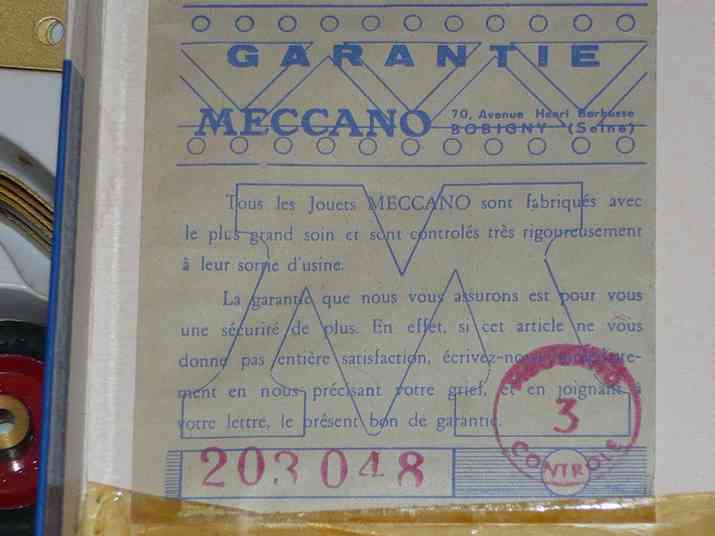 GARANTIE
MECCANO
70, Avenue Henri Barbusse
BOBIGNY (Seine)
Tous les Jouets MECCANO sont fabriqués avec
le plus grand soin et sont contrôlés très rigoureusement
à leur sortie d'usine.
La garantie que nous vous assurons est pour vous
une sécurité de plus. En effet, si cet article ne vous
donne pas entière satisfaction, écrivez-nous directe-
ment en nous précisant votre grief, et en joignant à
votre lettre, le présent bon de garantie.
203 048
MECCANO
3
CONTROLE